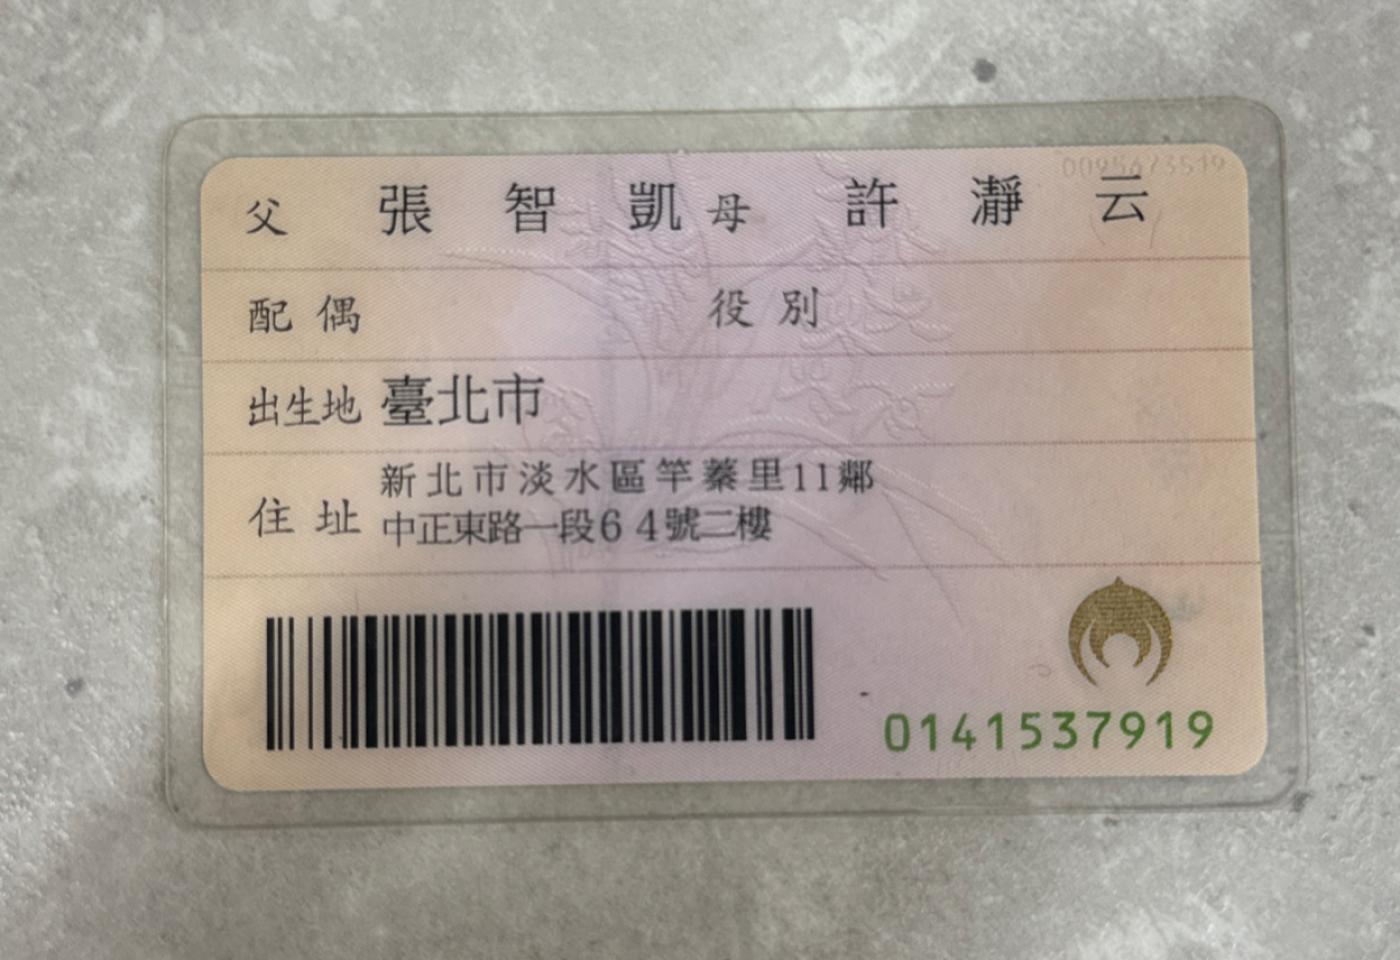 父 張智凱 母 許瀞云
配偶 役別
出生地 臺北市
住址 新北市淡水區竿蓁里11鄰
中正東路一段64號二樓
0141537919